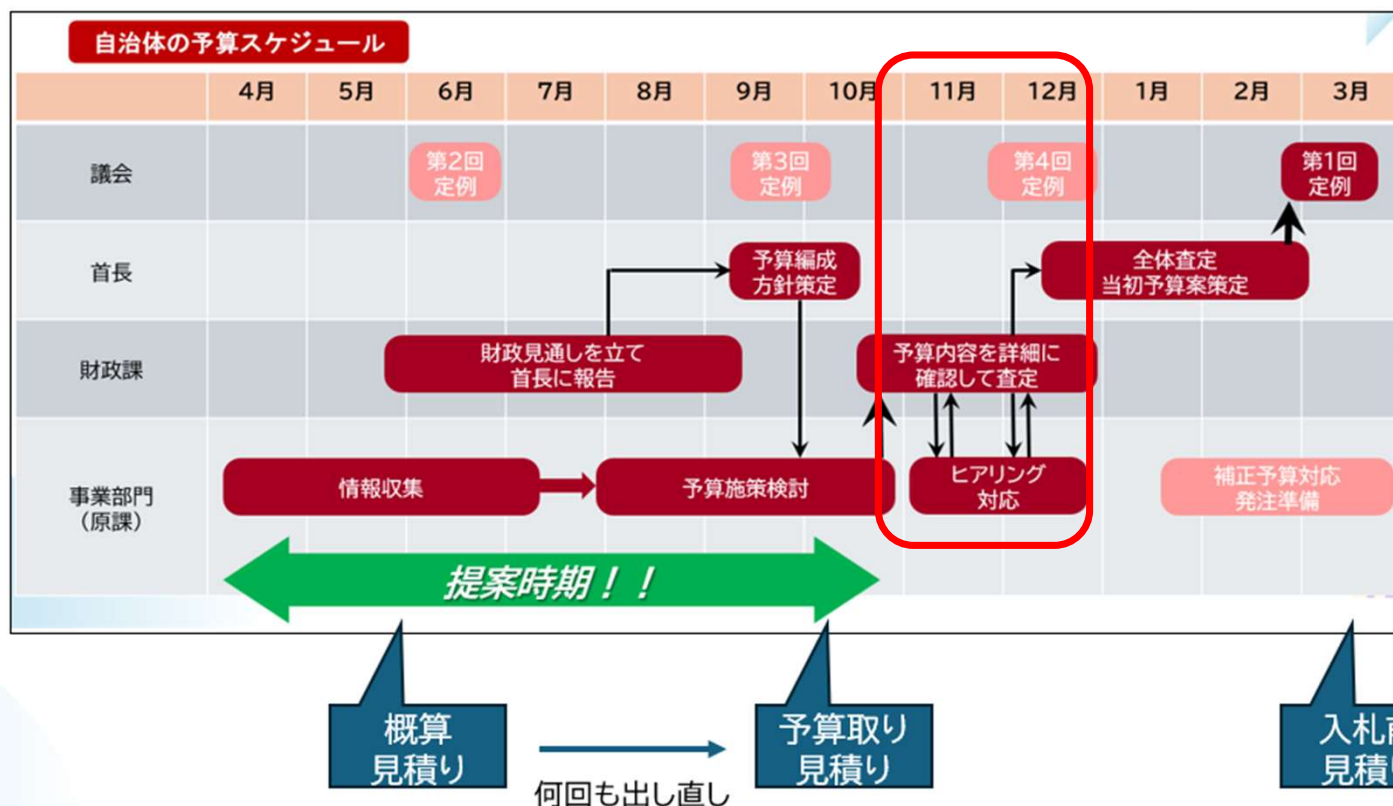 自治体の予算スケジュール
4月 5月 6月 7月 8月 9月 10月 11月 12月 1月 2月 3月
議会
第2回
定例
第3回
定例
第4回
定例
第1回
定例
首長
予算編成
方針策定
全体査定
当初予算案策定
財政課
財政見通しを立て
首長に報告
予算内容を詳細に
確認して査定
事業部門
（原課）
情報収集
予算施策検討
ヒアリング
対応
補正予算対応
発注準備
提案時期！！
概算
見積り
何回も出し直し
予算取り
見積り
入札
見積